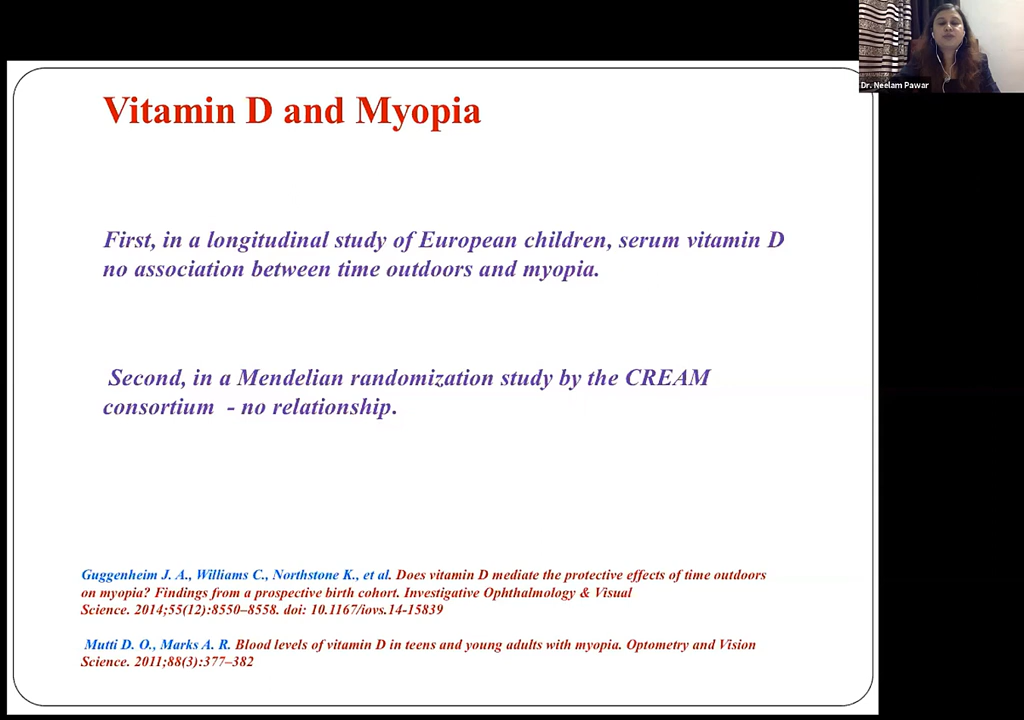 Dr. Neelam Pawar
Vitamin D and Myopia
First, in a longitudinal study of European children, serum vitamin D
no association between time outdoors and myopia.
Second, in a Mendelian randomization study by the CREAM
consortium - no relationship.
Guggenheim J. A., Williams C., Northstone K., et al. Does vitamin D mediate the protective effects of time outdoors
on myopia? Findings from a prospective birth cohort. Investigative Ophthalmology & Visual
Science. 2014;55(12):8550–8558. doi: 10.1167/iovs.14-15839
Mutti D. O., Marks A. R. Blood levels of vitamin D in teens and young adults with myopia. Optometry and Vision
Science. 2011;88(3):377–382